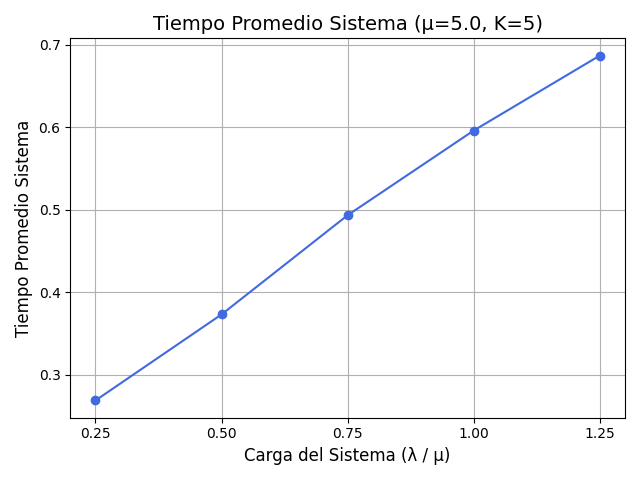 Tiempo Promedio Sistema (μ=5.0, K=5)
Tiempo Promedio Sistema
0.7
0.6
0.5
0.4
0.3
0.25 0.50 0.75 1.00 1.25
Carga del Sistema (λ / μ)